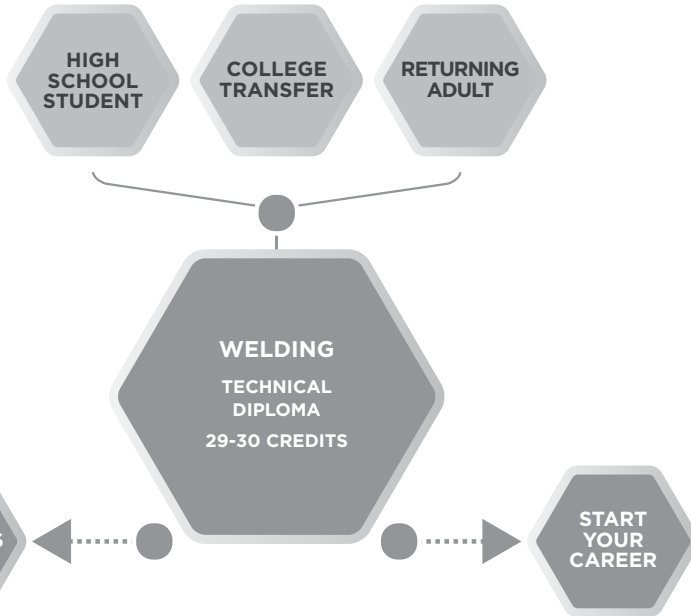 HIGH
SCHOOL
STUDENT
COLLEGE
TRANSFER
RETURNING
ADULT
WELDING
TECHNICAL
DIPLOMA
29-30 CREDITS
START
YOUR
CAREER